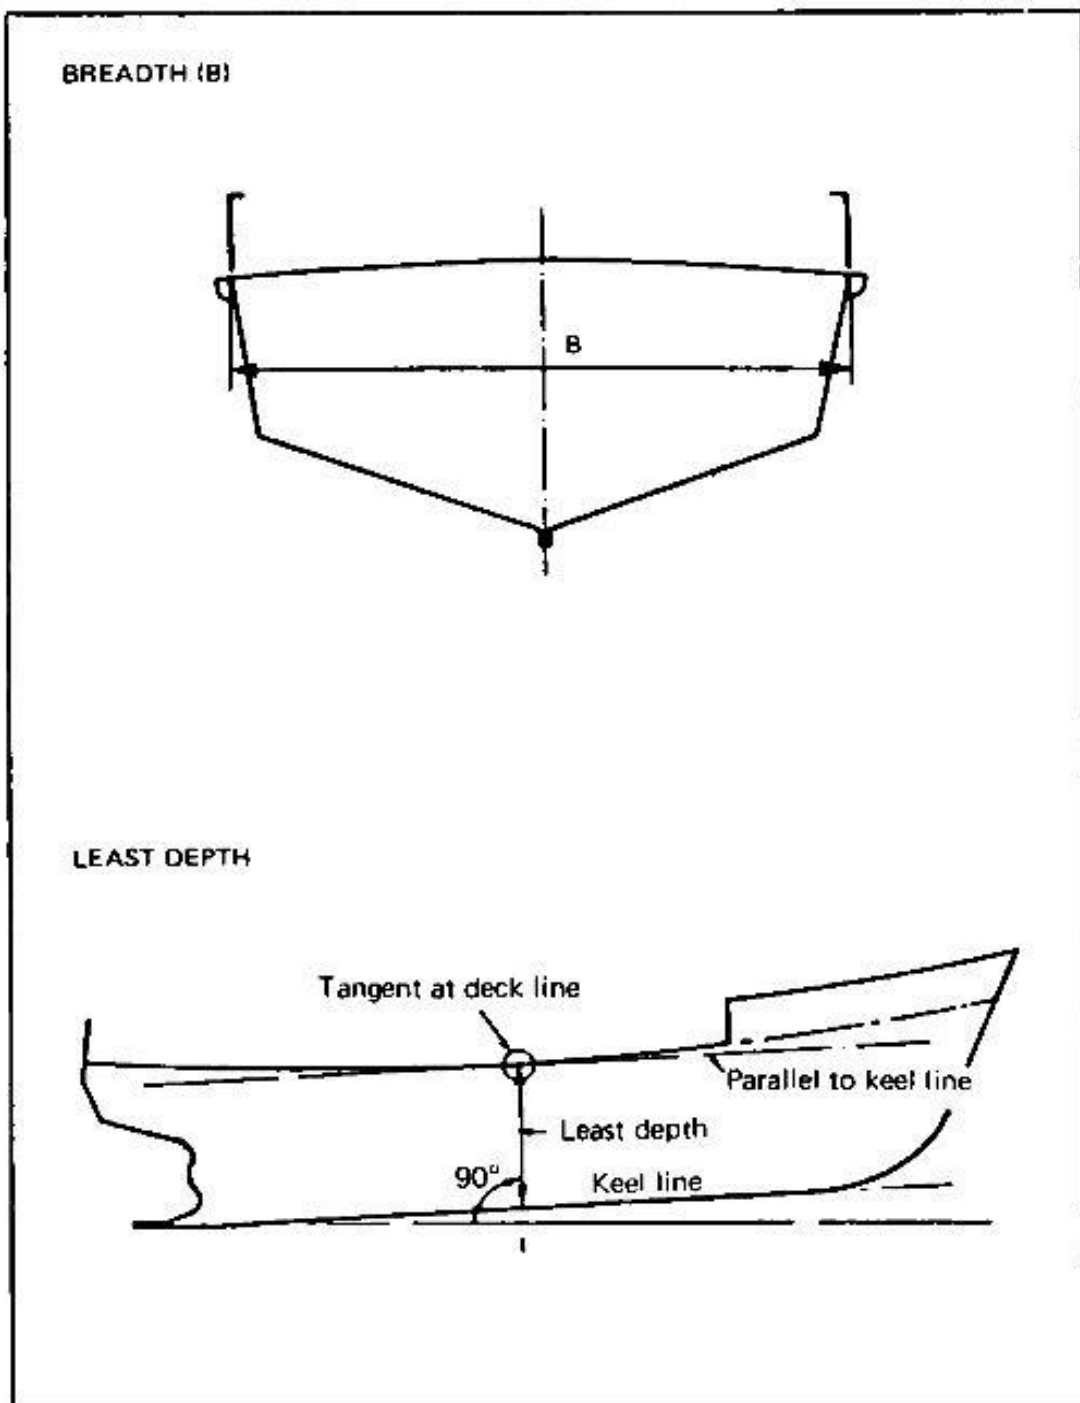 BREADTH (B)
B
LEAST DEPTH
Tangent at deck line
Parallel to keel line
Least depth
90°
Keel line